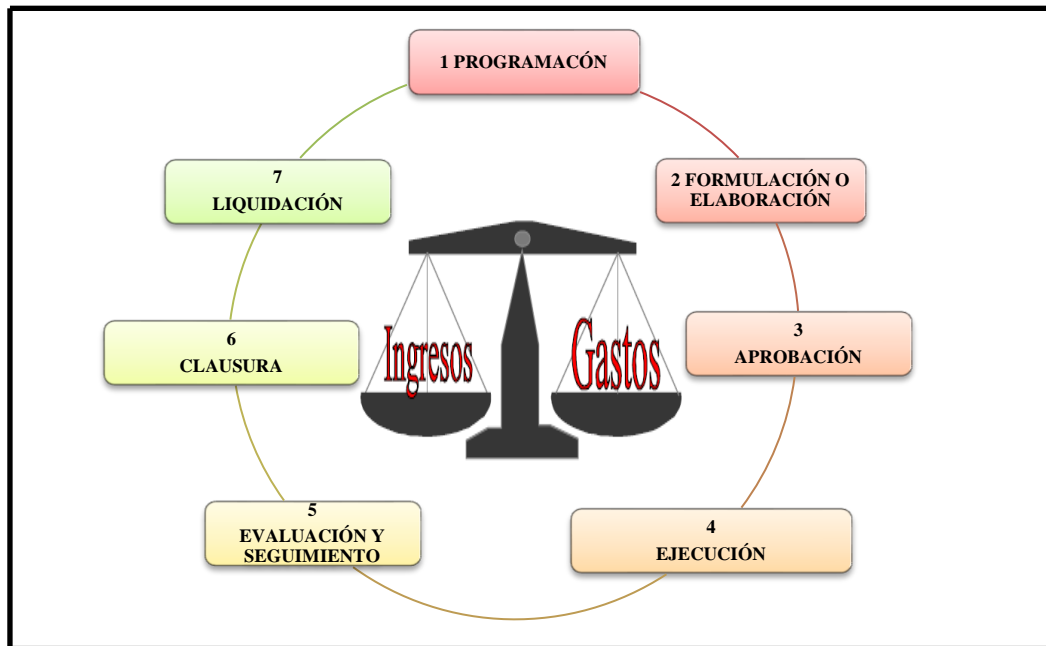 1 PROGRAMACÓN
2 FORMULACIÓN O
ELABORACIÓN
3
APROBACIÓN
4
EJECUCIÓN
5
EVALUACIÓN Y
SEGUIMIENTO
6
CLAUSURA
7
LIQUIDACIÓN
Ingresos
Gastos